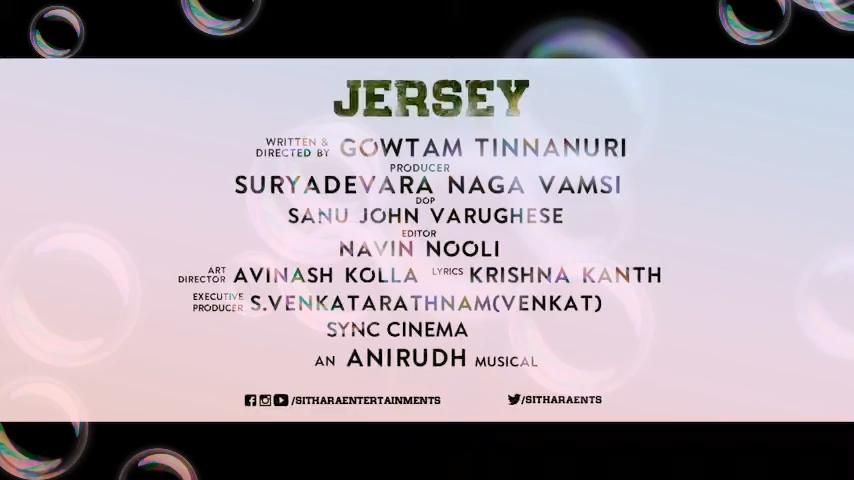 JERSEY
WRITTEN & DIRECTED BY GOWTAM TINNANURI
PRODUCER
SURYADEVARA NAGA VAMSI
DOP
SANU JOHN VARUGHESE
EDITOR
NAVIN NOOLI
ART DIRECTOR AVINASH KOLLA LYRICS KRISHNA KANTH
EXECUTIVE PRODUCER S.VENKATARATHNAM(VENKAT)
SYNC CINEMA
AN ANIRUDH MUSICAL
/SITHARAENTERTAINMENTS /SITHARAENTS